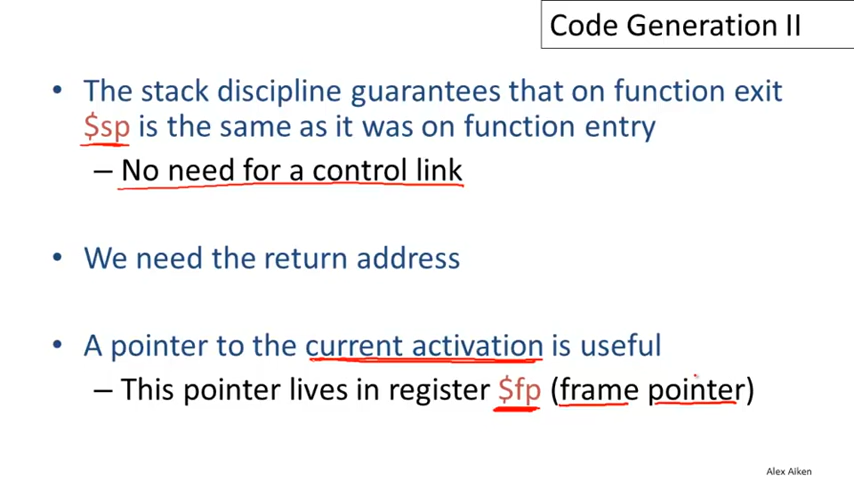 Code Generation II
• The stack discipline guarantees that on function exit
$sp is the same as it was on function entry
– No need for a control link
• We need the return address
• A pointer to the current activation is useful
– This pointer lives in register $fp (frame pointer)
Alex Aiken